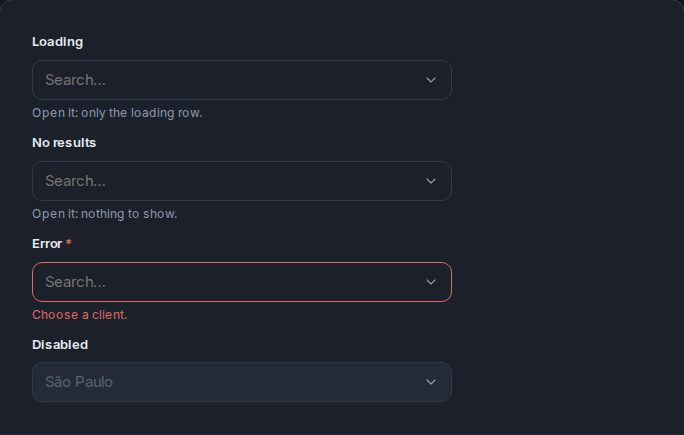 Loading
Search...
Open it: only the loading row.
No results
Search...
Open it: nothing to show.
Error *
Search...
Choose a client.
Disabled
São Paulo